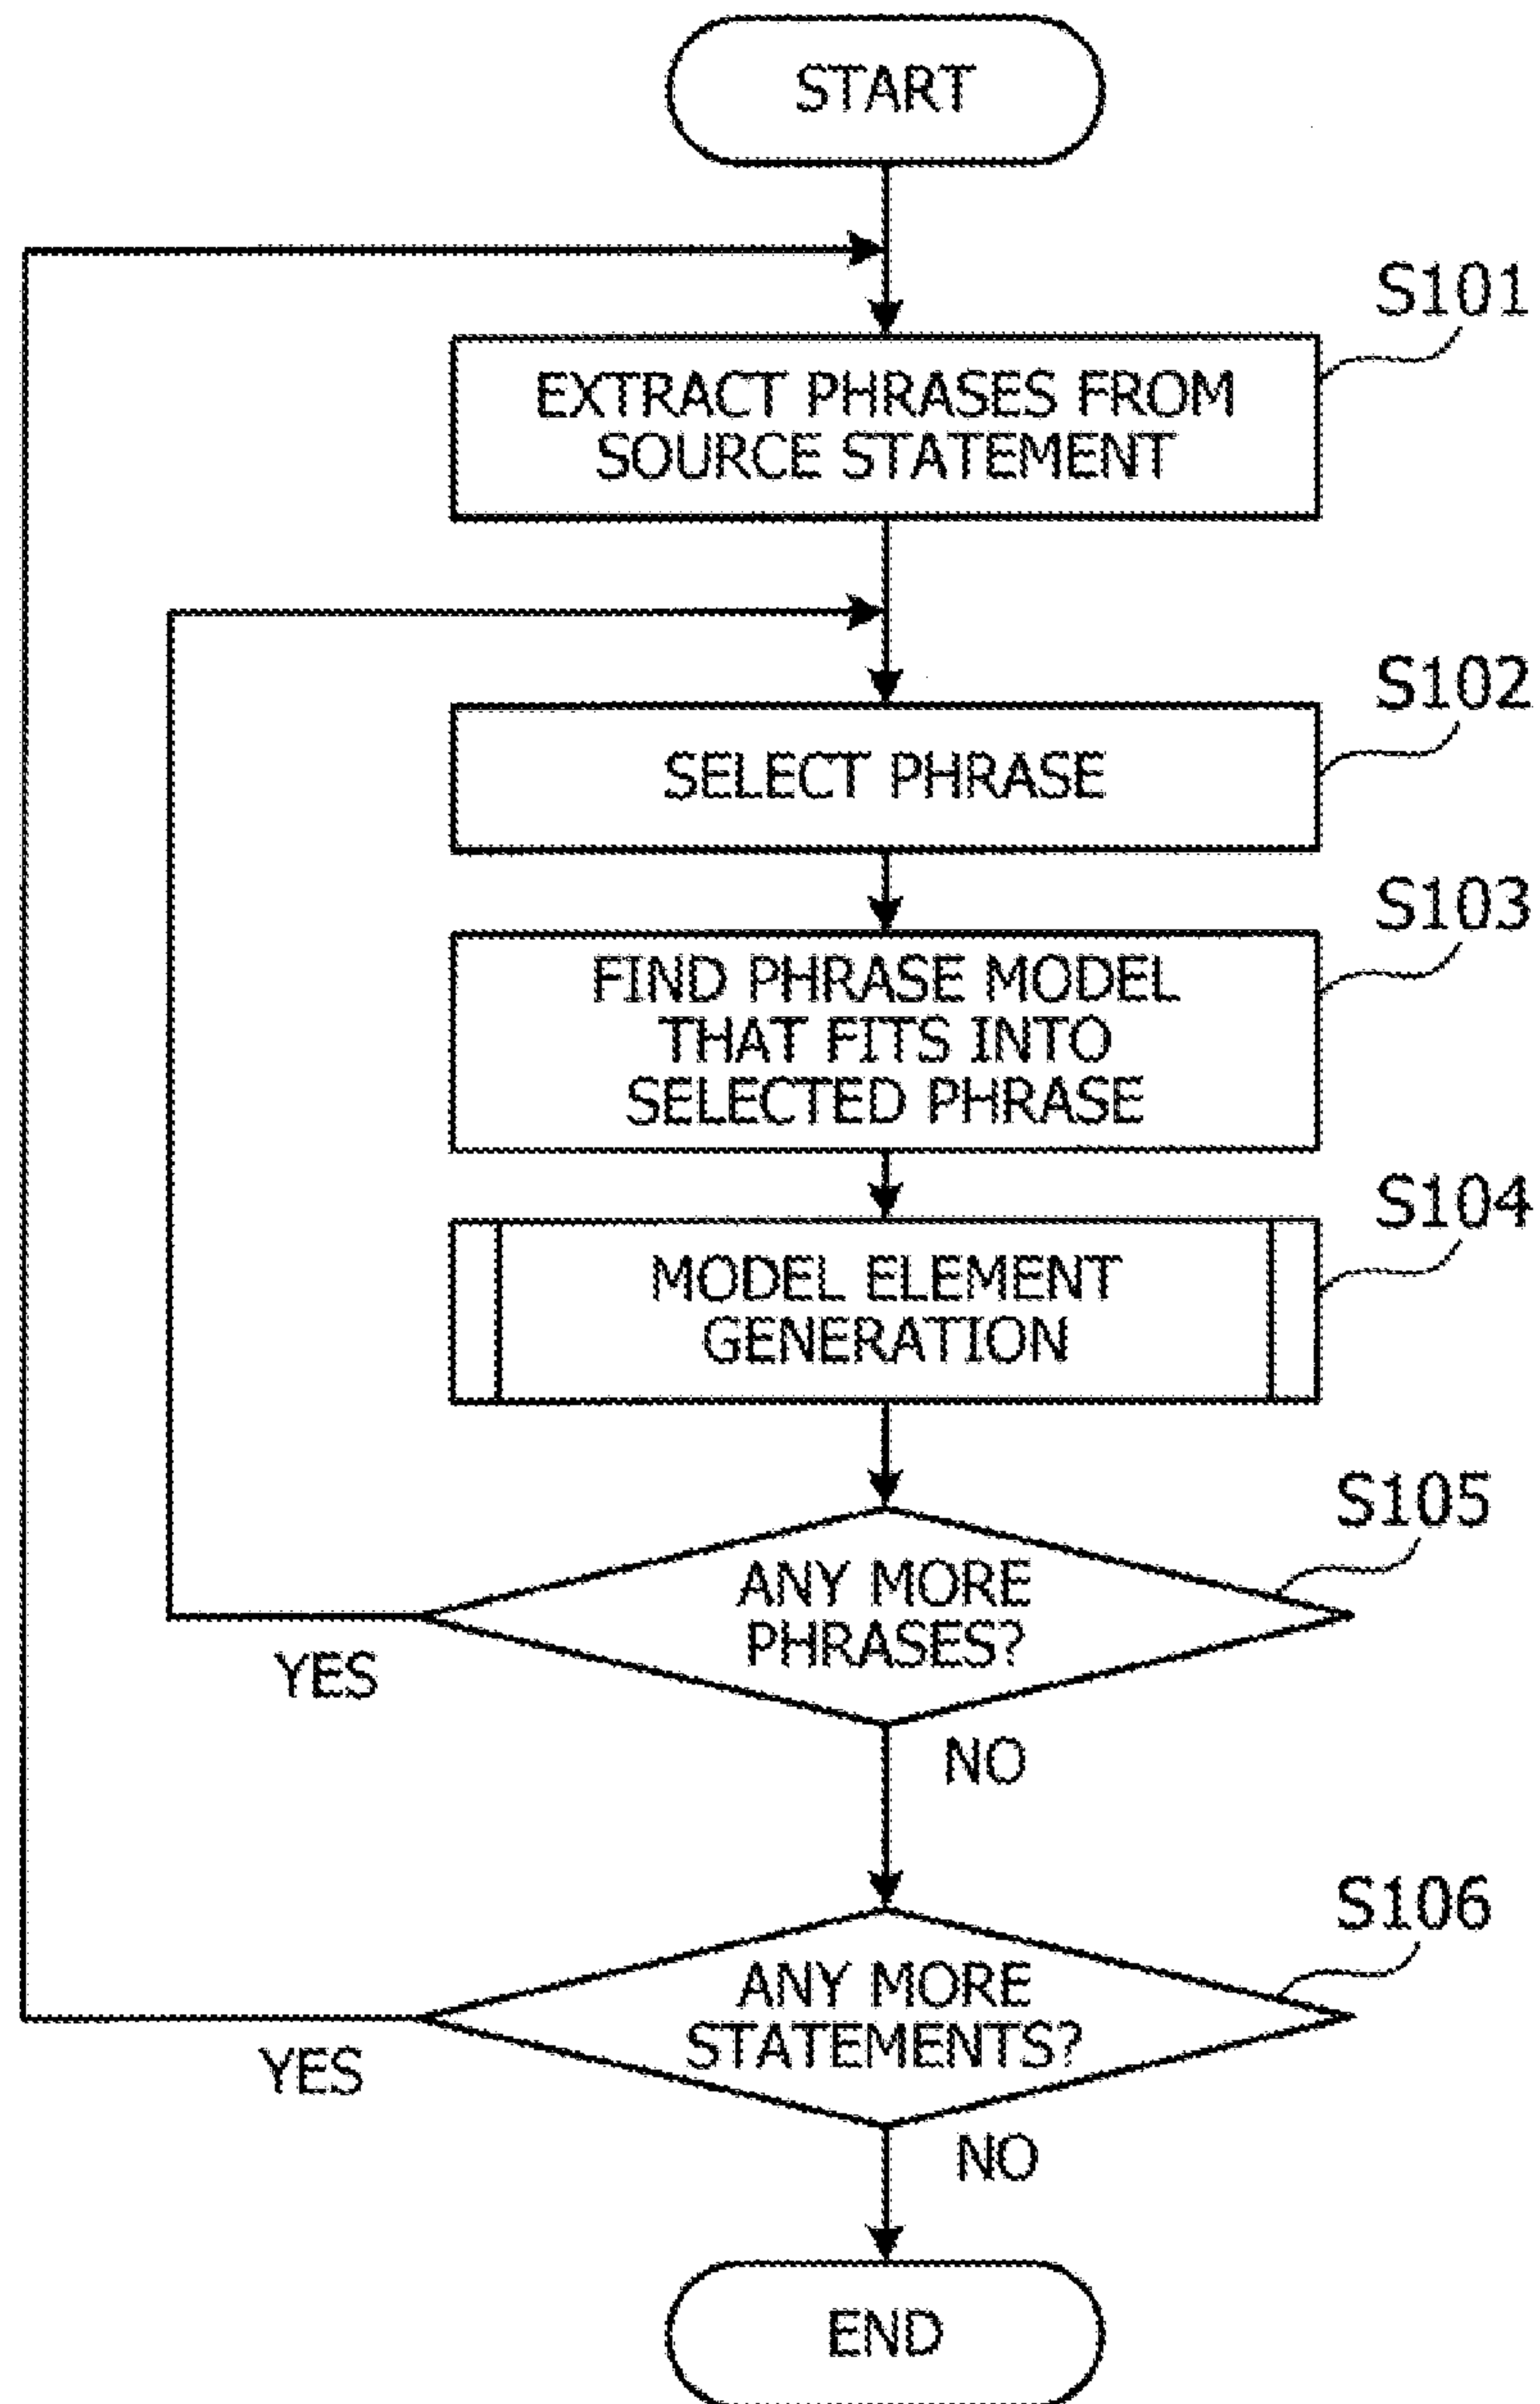 START
S101
EXTRACT PHRASES FROM
SOURCE STATEMENT
S102
SELECT PHRASE
S103
FIND PHRASE MODEL
THAT FITS INTO
SELECTED PHRASE
S104
MODEL ELEMENT
GENERATION
S105
ANY MORE
PHRASES?
YES
NO
S106
ANY MORE
STATEMENTS?
YES
NO
END